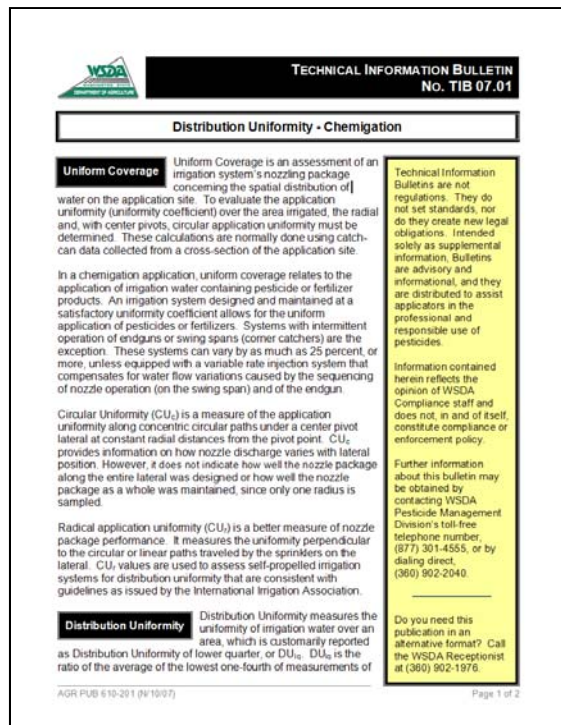 WSDA
DEPARTMENT OF AGRICULTURE
TECHNICAL INFORMATION BULLETIN
NO. TIB 07.01
Distribution Uniformity - Chemigation
Uniform Coverage
Uniform Coverage is an assessment of an
irrigation system's nozzling package
concerning the spatial distribution of
water on the application site. To evaluate the application
uniformity (uniformity coefficient) over the area irrigated, the radial
and, with center pivots, circular application uniformity must be
determined. These calculations are normally done using catch-
can data collected from a cross-section of the application site.
In a chemigation application, uniform coverage relates to the
application of irrigation water containing pesticide or fertilizer
products. An irrigation system designed and maintained at a
satisfactory uniformity coefficient allows for the uniform
application of pesticides or fertilizers. Systems with intermittent
operation of endguns or swing spans (corner catchers) are the
exception. These systems can vary by as much as 25 percent, or
more, unless equipped with a variable rate injection system that
compensates for water flow variations caused by the sequencing
of nozzle operation (on the swing span) and of the endgun.
Circular Uniformity (CUc) is a measure of the application
uniformity along concentric circular paths under a center pivot
lateral at constant radial distances from the pivot point. CUc
provides information on how nozzle discharge varies with lateral
position. However, it does not indicate how well the nozzle package
along the entire lateral was designed or how well the nozzle
package as a whole was maintained, since only one radius is
sampled.
Radical application uniformity (CUr) is a better measure of nozzle
package performance. It measures the uniformity perpendicular
to the circular or linear paths traveled by the sprinklers on the
lateral. CUr values are used to assess self-propelled irrigation
systems for distribution uniformity that are consistent with
guidelines as issued by the International Irrigation Association.
Distribution Uniformity
Distribution Uniformity measures the
uniformity of irrigation water over an
area, which is customarily reported
as Distribution Uniformity of lower quarter, or DUlq. DUlq is the
ratio of the average of the lowest one-fourth of measurements of
Technical Information
Bulletins are not
regulations. They do
not set standards, nor
do they create new legal
obligations. Intended
solely as supplemental
information, Bulletins
are advisory and
informational, and they
are distributed to assist
applicators in the
professional and
responsible use of
pesticides.
Information contained
herein reflects the
opinion of WSDA
Compliance staff and
does not, in and of itself,
constitute compliance or
enforcement policy.
Further information
about this bulletin may
be obtained by
contacting WSDA
Pesticide Management
Division's toll-free
telephone number,
(877) 301-4555, or by
dialing direct,
(360) 902-2040.
Do you need this
publication in an
alternative format? Call
the WSDA Receptionist
at (360) 902-1976.
AGR PUB 610-201 (N/10/07)
Page 1 of 2